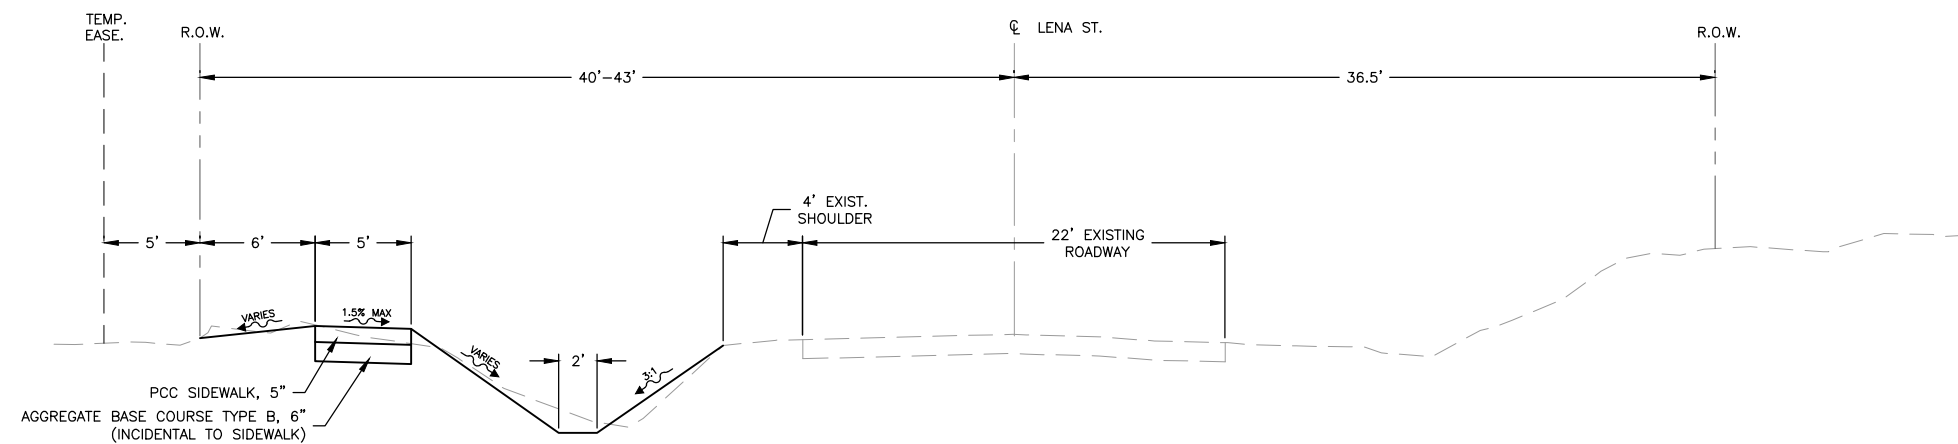 TEMP.
EASE.
R.O.W.
℄ LENA ST.
R.O.W.
40'-43'
36.5'
4' EXIST.
SHOULDER
5'
6'
5'
22' EXISTING
ROADWAY
VARIES
1.5% MAX
VARIES
2'
3:1
PCC SIDEWALK, 5"
AGGREGATE BASE COURSE TYPE B, 6"
(INCIDENTAL TO SIDEWALK)